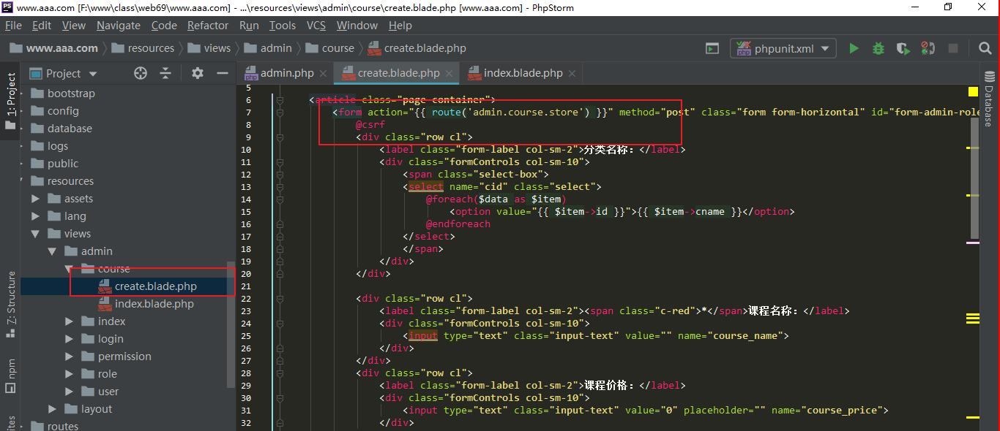 www.aaa.com [F:\www\class\web69\www.aaa.com] - ...\resources\views\admin\course\create.blade.php [www.aaa.com] - PhpStorm
File Edit View Navigate Code Refactor Run Tools VCS Window Help
www.aaa.com resources views admin course create.blade.php phpunit.xml
Project admin.php create.blade.php index.blade.php
1: Project
Z: Structure
npm
Database
bootstrap
config
database
logs
public
resources
assets
lang
views
admin
course
create.blade.php
index.blade.php
index
login
permission
role
user
layout
routes
5
6 <article class="page-container">
7 <form action="{{ route('admin.course.store') }}" method="post" class="form form-horizontal" id="form-admin-role
8 @csrf
9 <div class="row cl">
10 <label class="form-label col-sm-2">分类名称：</label>
11 <div class="formControls col-sm-10">
12 <span class="select-box">
13 <select name="cid" class="select">
14 @foreach($data as $item)
15 <option value="{{ $item->id }}">{{ $item->cname }}</option>
16 @endforeach
17 </select>
18 </span>
19 </div>
20 </div>
21
22 <div class="row cl">
23 <label class="form-label col-sm-2"><span class="c-red">*</span>课程名称：</label>
24 <div class="formControls col-sm-10">
25 <input type="text" class="input-text" value="" name="course_name">
26 </div>
27 </div>
28 <div class="row cl">
29 <label class="form-label col-sm-2">课程价格：</label>
30 <div class="formControls col-sm-10">
31 <input type="text" class="input-text" value="0" placeholder="" name="course_price">
32 </div>